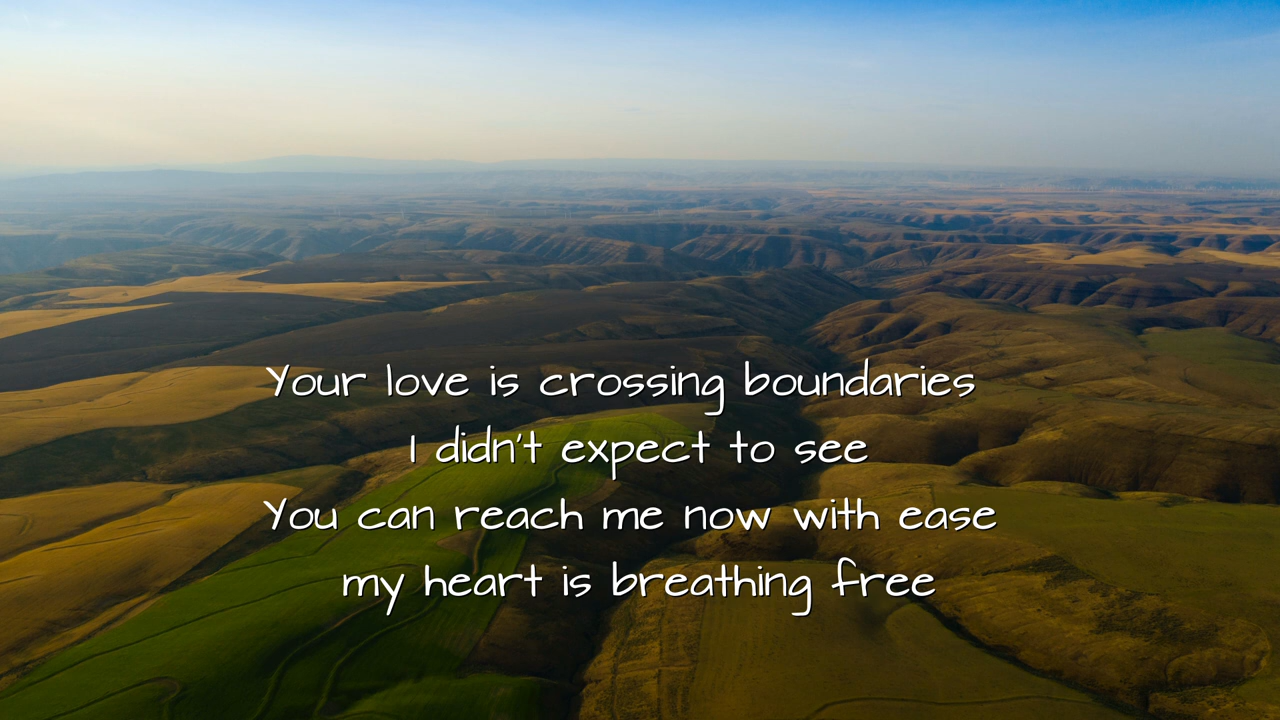 Your love is crossing boundaries
I didn't expect to see
You can reach me now with ease
my heart is breathing free